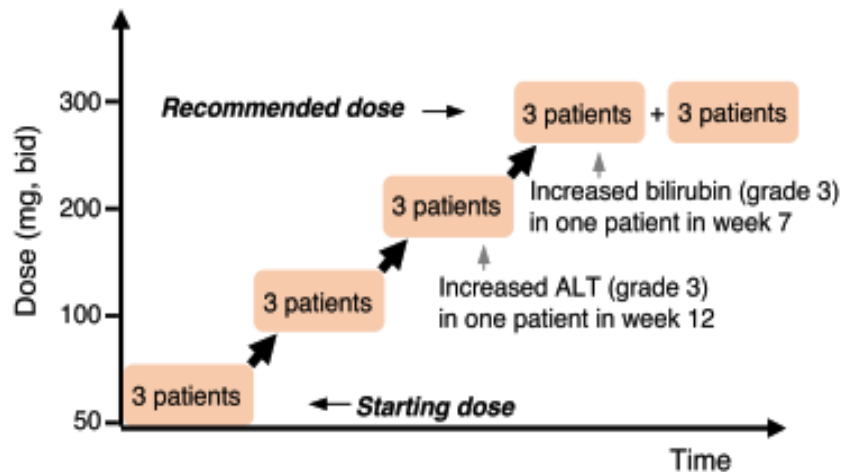 Dose (mg, bid)
300
200
100
50
Recommended dose
3 patients + 3 patients
Increased bilirubin (grade 3)
in one patient in week 7
3 patients
Increased ALT (grade 3)
in one patient in week 12
3 patients
3 patients
Starting dose
Time